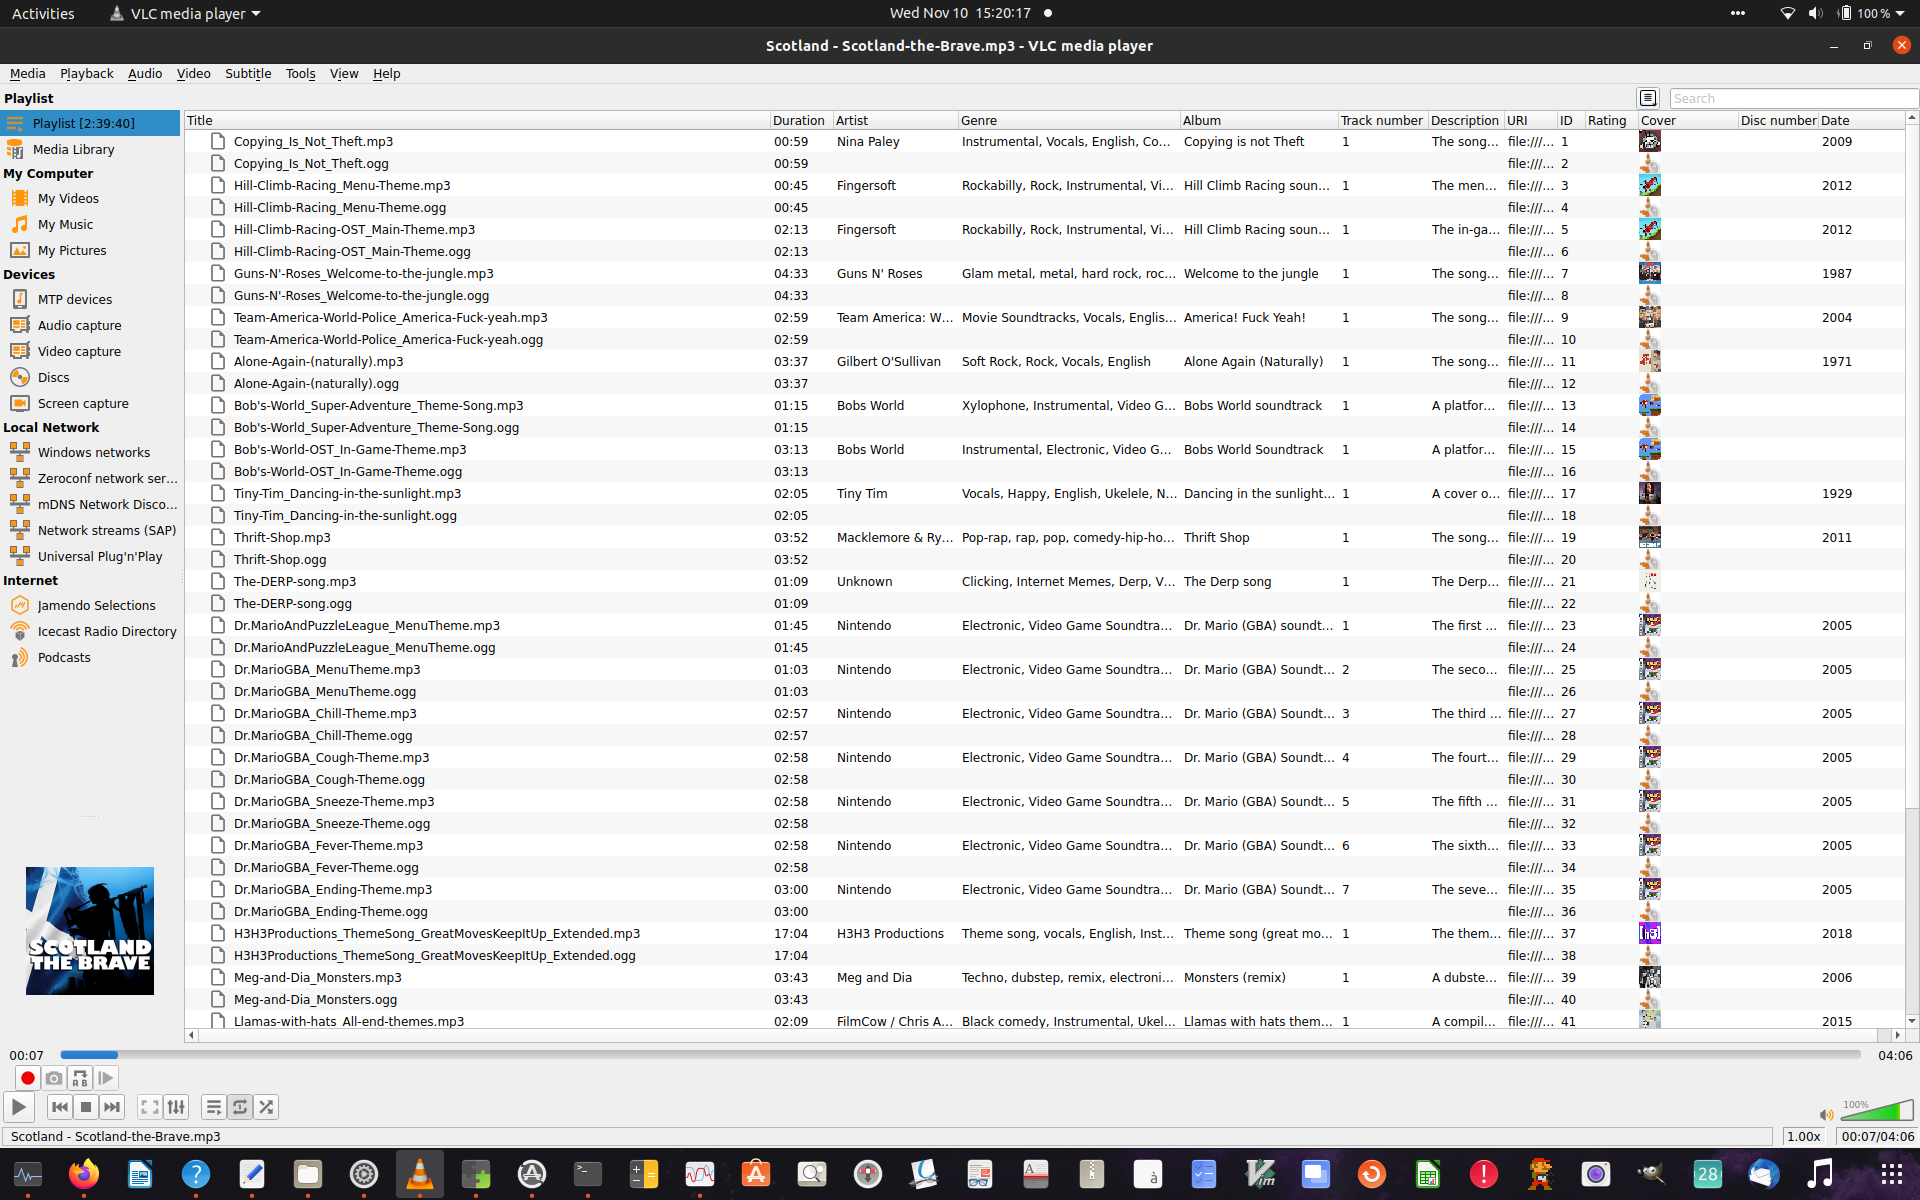 Activities VLC media player Wed Nov 10 15:20:17 100 %
Scotland - Scotland-the-Brave.mp3 - VLC media player
Media Playback Audio Video Subtitle Tools View Help
Playlist
Search
Playlist [2:39:40]
Media Library
My Computer
My Videos
My Music
My Pictures
Devices
MTP devices
Audio capture
Video capture
Discs
Screen capture
Local Network
Windows networks
Zeroconf network ser...
mDNS Network Disco...
Network streams (SAP)
Universal Plug'n'Play
Internet
Jamendo Selections
Icecast Radio Directory
Podcasts
SCOTLAND
THE BRAVE
Title Duration Artist Genre Album Track number Description URI ID Rating Cover Disc number Date
Copying_Is_Not_Theft.mp3 00:59 Nina Paley Instrumental, Vocals, English, Co... Copying is not Theft 1 The song... file:///... 1 2009
Copying_Is_Not_Theft.ogg 00:59 file:///... 2
Hill-Climb-Racing_Menu-Theme.mp3 00:45 Fingersoft Rockabilly, Rock, Instrumental, Vi... Hill Climb Racing soun... 1 The men... file:///... 3 2012
Hill-Climb-Racing_Menu-Theme.ogg 00:45 file:///... 4
Hill-Climb-Racing-OST_Main-Theme.mp3 02:13 Fingersoft Rockabilly, Rock, Instrumental, Vi... Hill Climb Racing soun... 1 The in-ga... file:///... 5 2012
Hill-Climb-Racing-OST_Main-Theme.ogg 02:13 file:///... 6
Guns-N'-Roses_Welcome-to-the-jungle.mp3 04:33 Guns N' Roses Glam metal, metal, hard rock, roc... Welcome to the jungle 1 The song... file:///... 7 1987
Guns-N'-Roses_Welcome-to-the-jungle.ogg 04:33 file:///... 8
Team-America-World-Police_America-Fuck-yeah.mp3 02:59 Team America: W... Movie Soundtracks, Vocals, Englis... America! Fuck Yeah! 1 The song... file:///... 9 2004
Team-America-World-Police_America-Fuck-yeah.ogg 02:59 file:///... 10
Alone-Again-(naturally).mp3 03:37 Gilbert O'Sullivan Soft Rock, Rock, Vocals, English Alone Again (Naturally) 1 The song... file:///... 11 1971
Alone-Again-(naturally).ogg 03:37 file:///... 12
Bob's-World_Super-Adventure_Theme-Song.mp3 01:15 Bobs World Xylophone, Instrumental, Video G... Bobs World soundtrack 1 A platfor... file:///... 13
Bob's-World_Super-Adventure_Theme-Song.ogg 01:15 file:///... 14
Bob's-World-OST_In-Game-Theme.mp3 03:13 Bobs World Instrumental, Electronic, Video G... Bobs World Soundtrack 1 A platfor... file:///... 15
Bob's-World-OST_In-Game-Theme.ogg 03:13 file:///... 16
Tiny-Tim_Dancing-in-the-sunlight.mp3 02:05 Tiny Tim Vocals, Happy, English, Ukelele, N... Dancing in the sunlight... 1 A cover o... file:///... 17 1929
Tiny-Tim_Dancing-in-the-sunlight.ogg 02:05 file:///... 18
Thrift-Shop.mp3 03:52 Macklemore & Ry... Pop-rap, rap, pop, comedy-hip-ho... Thrift Shop 1 The song... file:///... 19 2011
Thrift-Shop.ogg 03:52 file:///... 20
The-DERP-song.mp3 01:09 Unknown Clicking, Internet Memes, Derp, V... The Derp song 1 The Derp... file:///... 21
The-DERP-song.ogg 01:09 file:///... 22
Dr.MarioAndPuzzleLeague_MenuTheme.mp3 01:45 Nintendo Electronic, Video Game Soundtra... Dr. Mario (GBA) soundt... 1 The first ... file:///... 23 2005
Dr.MarioAndPuzzleLeague_MenuTheme.ogg 01:45 file:///... 24
Dr.MarioGBA_MenuTheme.mp3 01:03 Nintendo Electronic, Video Game Soundtra... Dr. Mario (GBA) Soundt... 2 The seco... file:///... 25 2005
Dr.MarioGBA_MenuTheme.ogg 01:03 file:///... 26
Dr.MarioGBA_Chill-Theme.mp3 02:57 Nintendo Electronic, Video Game Soundtra... Dr. Mario (GBA) Soundt... 3 The third ... file:///... 27 2005
Dr.MarioGBA_Chill-Theme.ogg 02:57 file:///... 28
Dr.MarioGBA_Cough-Theme.mp3 02:58 Nintendo Electronic, Video Game Soundtra... Dr. Mario (GBA) Soundt... 4 The fourt... file:///... 29 2005
Dr.MarioGBA_Cough-Theme.ogg 02:58 file:///... 30
Dr.MarioGBA_Sneeze-Theme.mp3 02:58 Nintendo Electronic, Video Game Soundtra... Dr. Mario (GBA) Soundt... 5 The fifth ... file:///... 31 2005
Dr.MarioGBA_Sneeze-Theme.ogg 02:58 file:///... 32
Dr.MarioGBA_Fever-Theme.mp3 02:58 Nintendo Electronic, Video Game Soundtra... Dr. Mario (GBA) Soundt... 6 The sixth... file:///... 33 2005
Dr.MarioGBA_Fever-Theme.ogg 02:58 file:///... 34
Dr.MarioGBA_Ending-Theme.mp3 03:00 Nintendo Electronic, Video Game Soundtra... Dr. Mario (GBA) Soundt... 7 The seve... file:///... 35 2005
Dr.MarioGBA_Ending-Theme.ogg 03:00 file:///... 36
H3H3Productions_ThemeSong_GreatMovesKeepItUp_Extended.mp3 17:04 H3H3 Productions Theme song, vocals, English, Inst... Theme song (great mo... 1 The them... file:///... 37 2018
H3H3Productions_ThemeSong_GreatMovesKeepItUp_Extended.ogg 17:04 file:///... 38
Meg-and-Dia_Monsters.mp3 03:43 Meg and Dia Techno, dubstep, remix, electroni... Monsters (remix) 1 A dubste... file:///... 39 2006
Meg-and-Dia_Monsters.ogg 03:43 file:///... 40
Llamas-with-hats_All-end-themes.mp3 02:09 FilmCow / Chris A... Black comedy, Instrumental, Ukel... Llamas with hats them... 1 A compil... file:///... 41 2015
00:07 04:06
A B
100%
Scotland - Scotland-the-Brave.mp3 1.00x 00:07/04:06
28